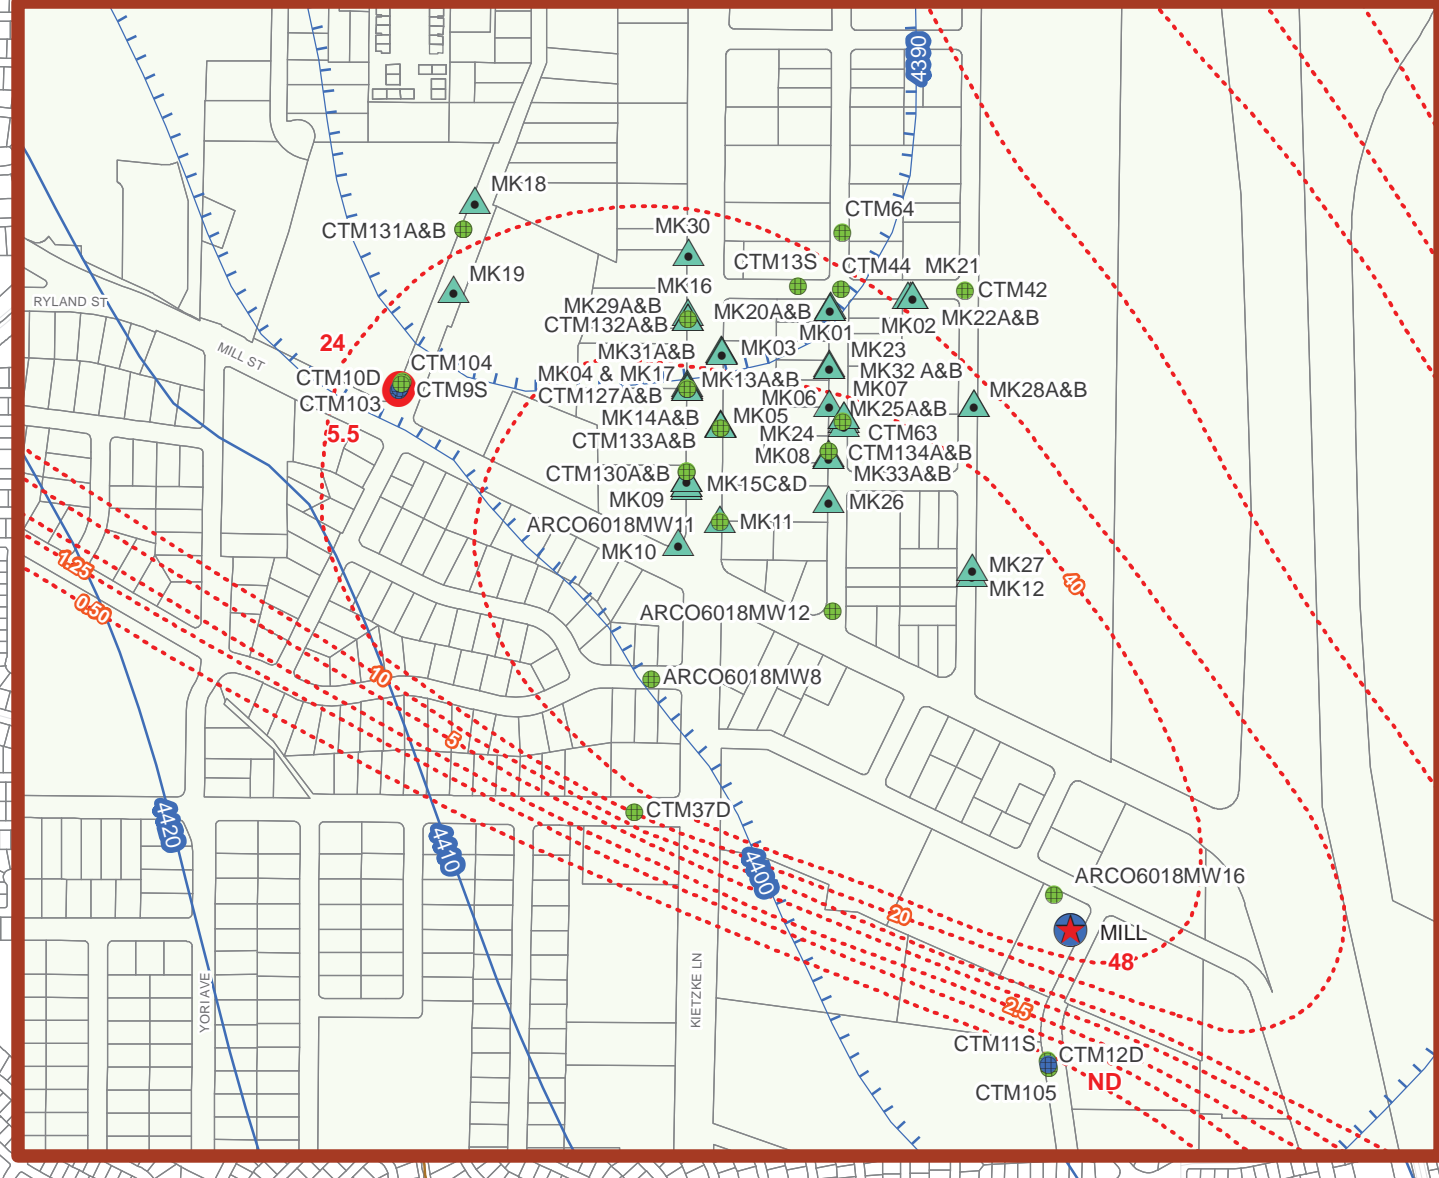 4390
MK18
CTM64
CTM131A&B
MK30
CTM13S
CTM44
MK21
MK19
MK16
CTM42
RYLAND ST
MK29A&B
MK20A&B
MK22A&B
CTM132A&B
MK01
MK02
24
MILL ST
MK31A&B
MK03
MK23
CTM104
MK04 & MK17
MK32 A&B
CTM10D
MK13A&B
CTM9S
CTM127A&B
MK07
MK28A&B
CTM103
MK06
MK14A&B
MK05
MK25A&B
5.5
CTM133A&B
MK24
CTM63
MK08
CTM134A&B
CTM130A&B
MK33A&B
MK15C&D
MK09
MK26
ARCO6018MW11
MK11
MK10
1.25
MK27
40
MK12
0.50
ARCO6018MW12
10
ARCO6018MW8
5
CTM37D
4420
4410
4400
ARCO6018MW16
20
MILL
48
YORI AVE
KIETZKE LN
2.5
CTM11S
CTM12D
ND
CTM105